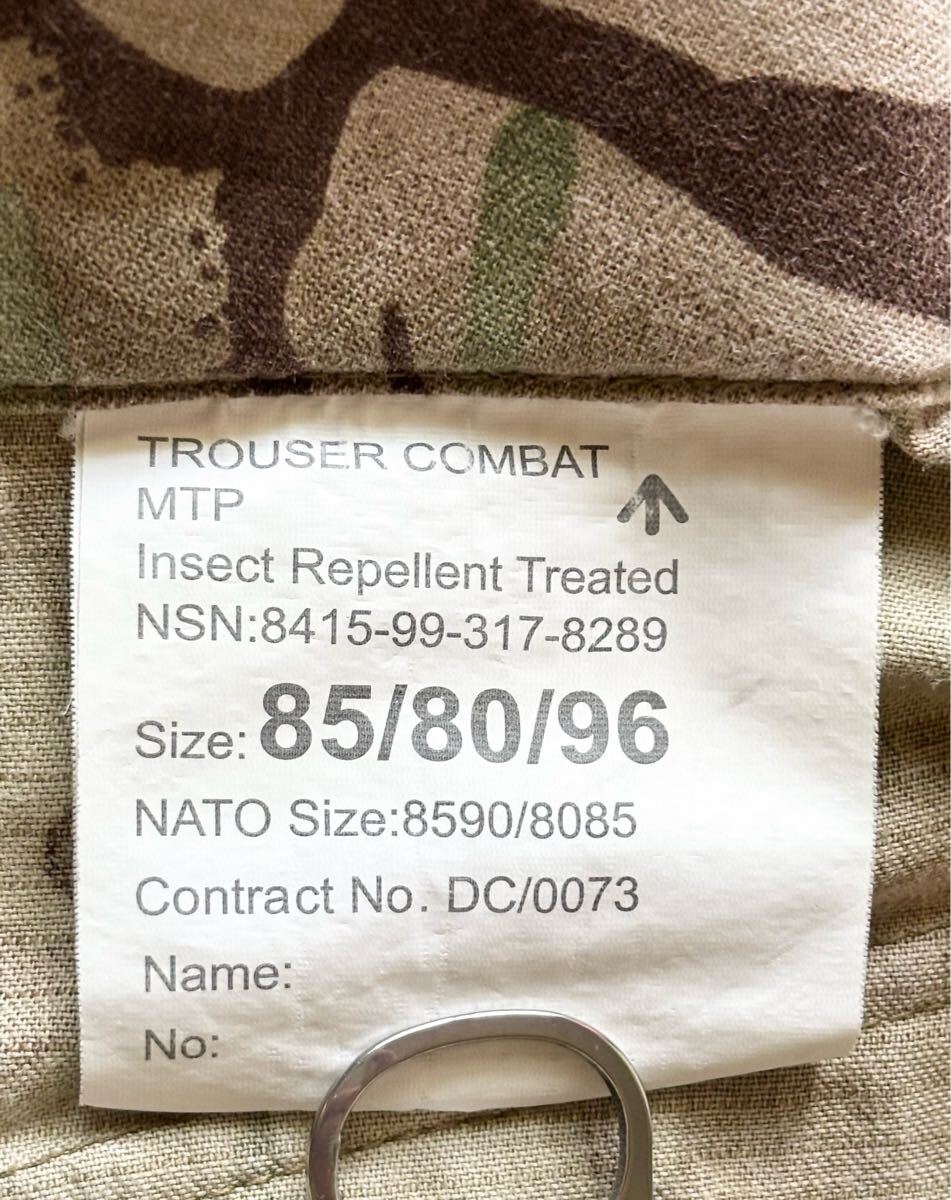 TROUSER COMBAT
MTP
Insect Repellent Treated
NSN:8415-99-317-8289
Size: 85/80/96
NATO Size:8590/8085
Contract No. DC/0073
Name:
No: